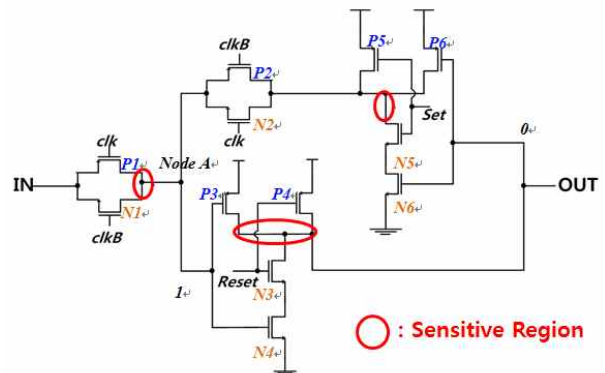 clkB
P5
P6
P2
clk
N2
Set
0
clk
P1
Node A
IN
N1
clkB
P3
P4
N5
N6
OUT
Reset
1
N3
N4
: Sensitive Region